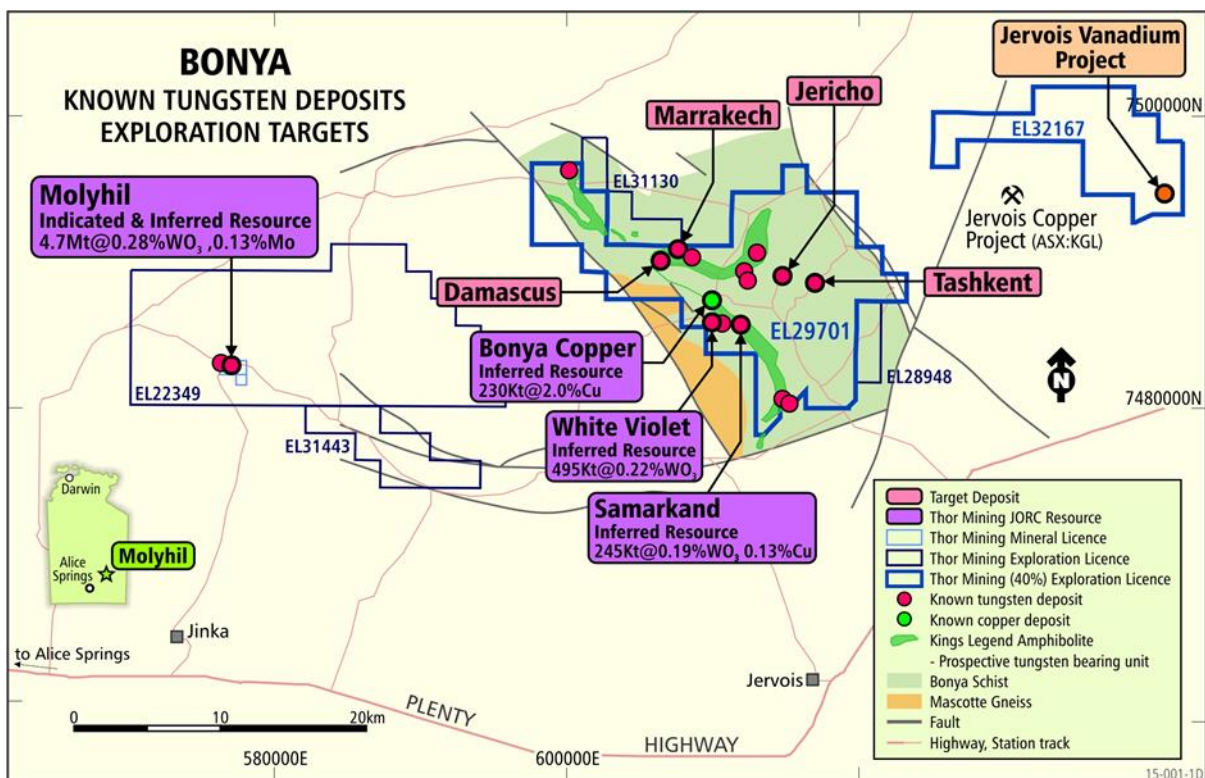 BONYA
KNOWN TUNGSTEN DEPOSITS
EXPLORATION TARGETS
Jervois Vanadium
Project
7500000N
EL32167
Jericho
Marrakech
EL31130
Molyhil
Indicated & Inferred Resource
4.7Mt@0.28%WO₃ ,0.13%Mo
Jervois Copper
Project (ASX:KGL)
Damascus
Tashkent
EL29701
Bonya Copper
Inferred Resource
230Kt@2.0%Cu
EL28948
N
7480000N
EL22349
EL31443
White Violet
Inferred Resource
495Kt@0.22%WO₃
Samarkand
Inferred Resource
245Kt@0.19%WO₃ 0.13%Cu
Darwin
Alice
Springs
Molyhil
Target Deposit
Thor Mining JORC Resource
Thor Mining Mineral Licence
Thor Mining Exploration Licence
Thor Mining (40%) Exploration Licence
Known tungsten deposit
Known copper deposit
Kings Legend Amphibolite
- Prospective tungsten bearing unit
Bonya Schist
Mascotte Gneiss
Fault
Highway, Station track
Jinka
to Alice Springs
Jervois
PLENTY
HIGHWAY
0 10 20km
580000E
600000E
15-001-1D